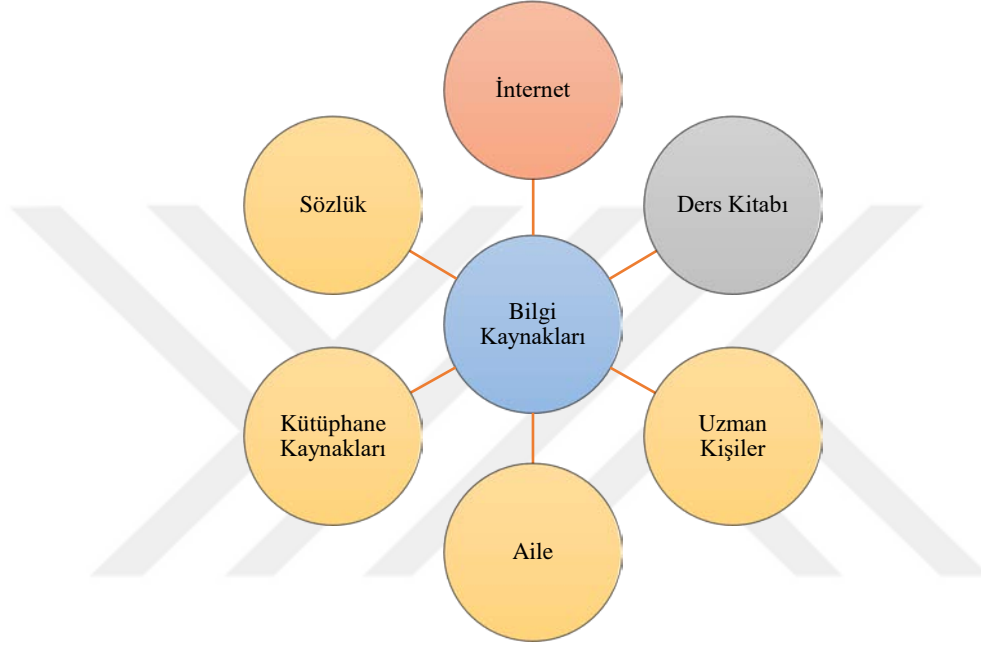 İnternet
Sözlük
Ders Kitabı
Bilgi
Kaynakları
Kütüphane
Kaynakları
Uzman
Kişiler
Aile